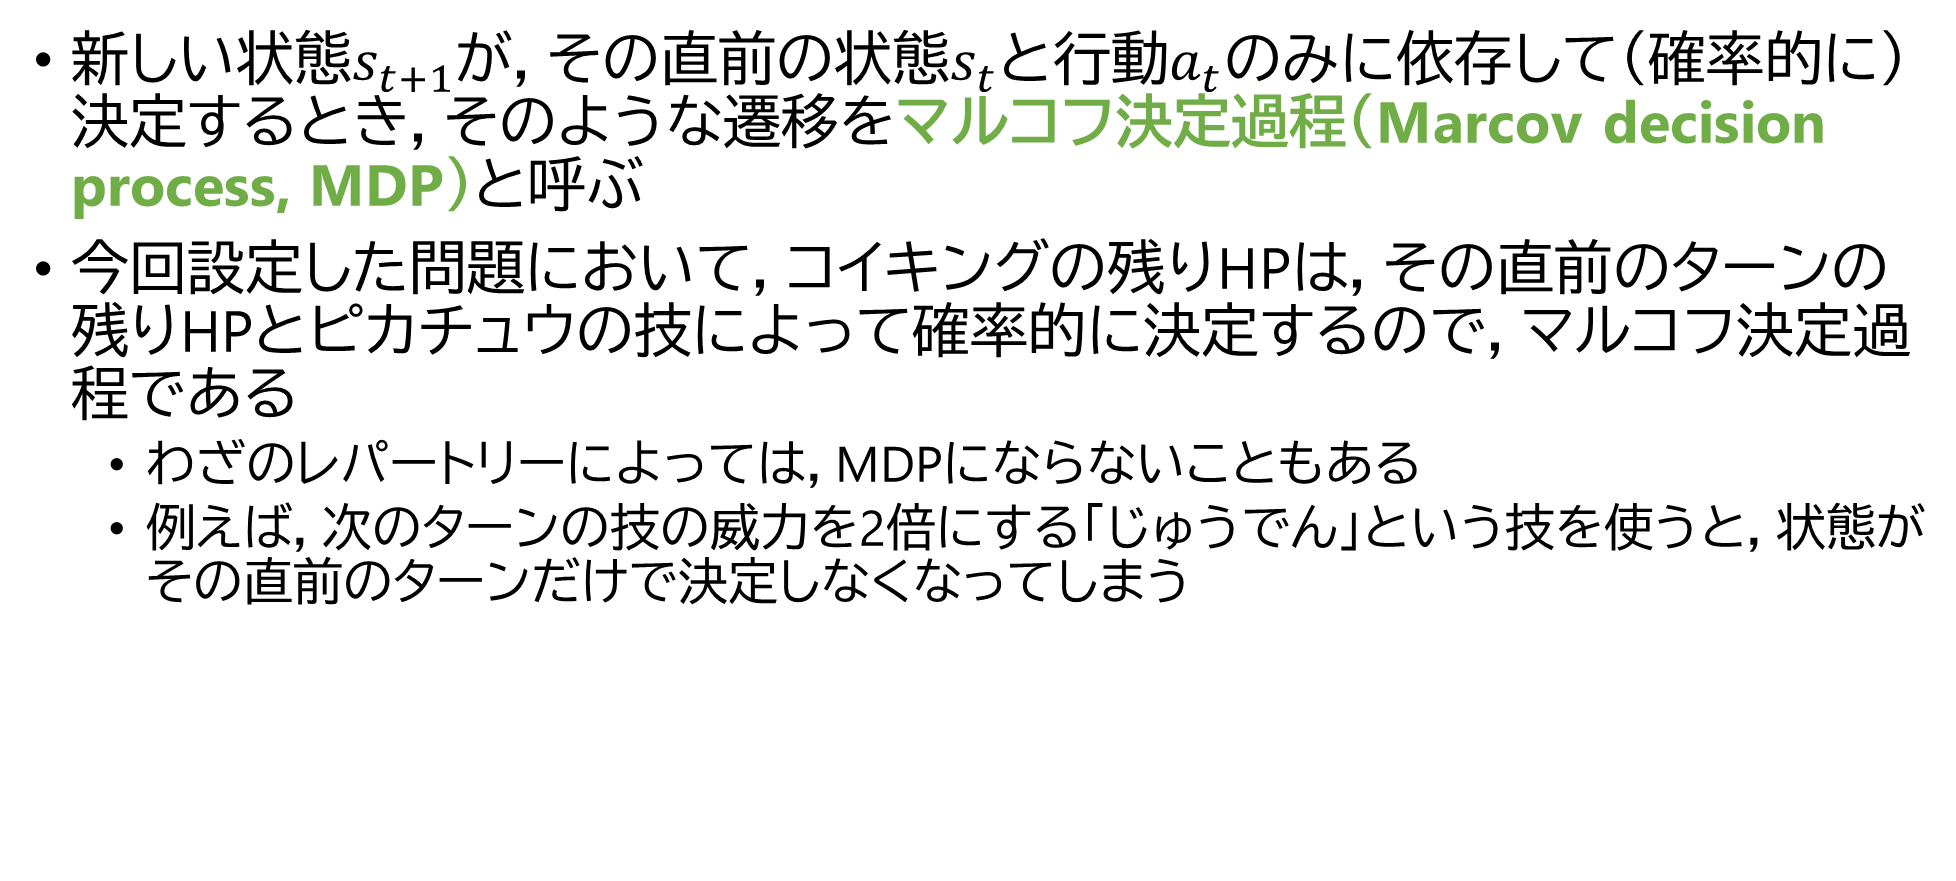 • 新しい状態s_{t+1}が，その直前の状態s_tと行動a_tのみに依存して（確率的に）
決定するとき，そのような遷移をマルコフ決定過程（Marcov decision
process, MDP）と呼ぶ
• 今回設定した問題において，コイキングの残りHPは，その直前のターンの
残りHPとピカチュウの技によって確率的に決定するので，マルコフ決定過
程である
• わざのレパートリーによっては，MDPにならないこともある
• 例えば，次のターンの技の威力を2倍にする「じゅうでん」という技を使うと，状態が
その直前のターンだけで決定しなくなってしまう